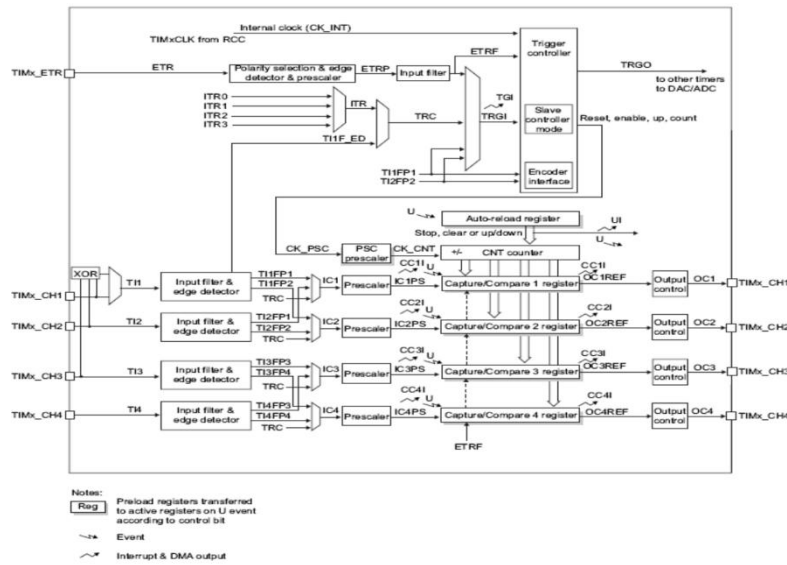 Internal clock (CK_INT)
TIMxCLK from RCC
Trigger
controller
TIMx_ETR
ETR
Polarity selection & edge
detector & prescaler
ETRP
Input filter
ETRF
TRGO
to other timers
to DAC/ADC
ITR0
ITR1
ITR2
ITR3
ITR
TRC
TI1F_ED
TGI
TRGI
Slave
controller
mode
Reset, enable, up, count
TI1FP1
TI2FP2
Encoder
interface
U
Auto-reload register
UI
Stop, clear or up/down
U
CK_PSC
PSC
prescaler
CK_CNT
+/-
CNT counter
XOR
TIMx_CH1
TI1
Input filter &
edge detector
TI1FP1
TI1FP2
TRC
IC1
Prescaler
CC1I
U
IC1PS
Capture/Compare 1 register
CC1I
OC1REF
Output
control
OC1
TIMx_CH1
TIMx_CH2
TI2
Input filter &
edge detector
TI2FP1
TI2FP2
TRC
IC2
Prescaler
CC2I
U
IC2PS
Capture/Compare 2 register
CC2I
OC2REF
Output
control
OC2
TIMx_CH2
TIMx_CH3
TI3
Input filter &
edge detector
TI3FP3
TI3FP4
TRC
IC3
Prescaler
CC3I
U
IC3PS
Capture/Compare 3 register
CC3I
OC3REF
Output
control
OC3
TIMx_CH3
TIMx_CH4
TI4
Input filter &
edge detector
TI4FP3
TI4FP4
TRC
IC4
Prescaler
CC4I
U
IC4PS
Capture/Compare 4 register
CC4I
OC4REF
Output
control
OC4
TIMx_CH4
ETRF
Notes:
Reg
Preload registers transferred
to active registers on U event
according to control bit
Event
Interrupt & DMA output